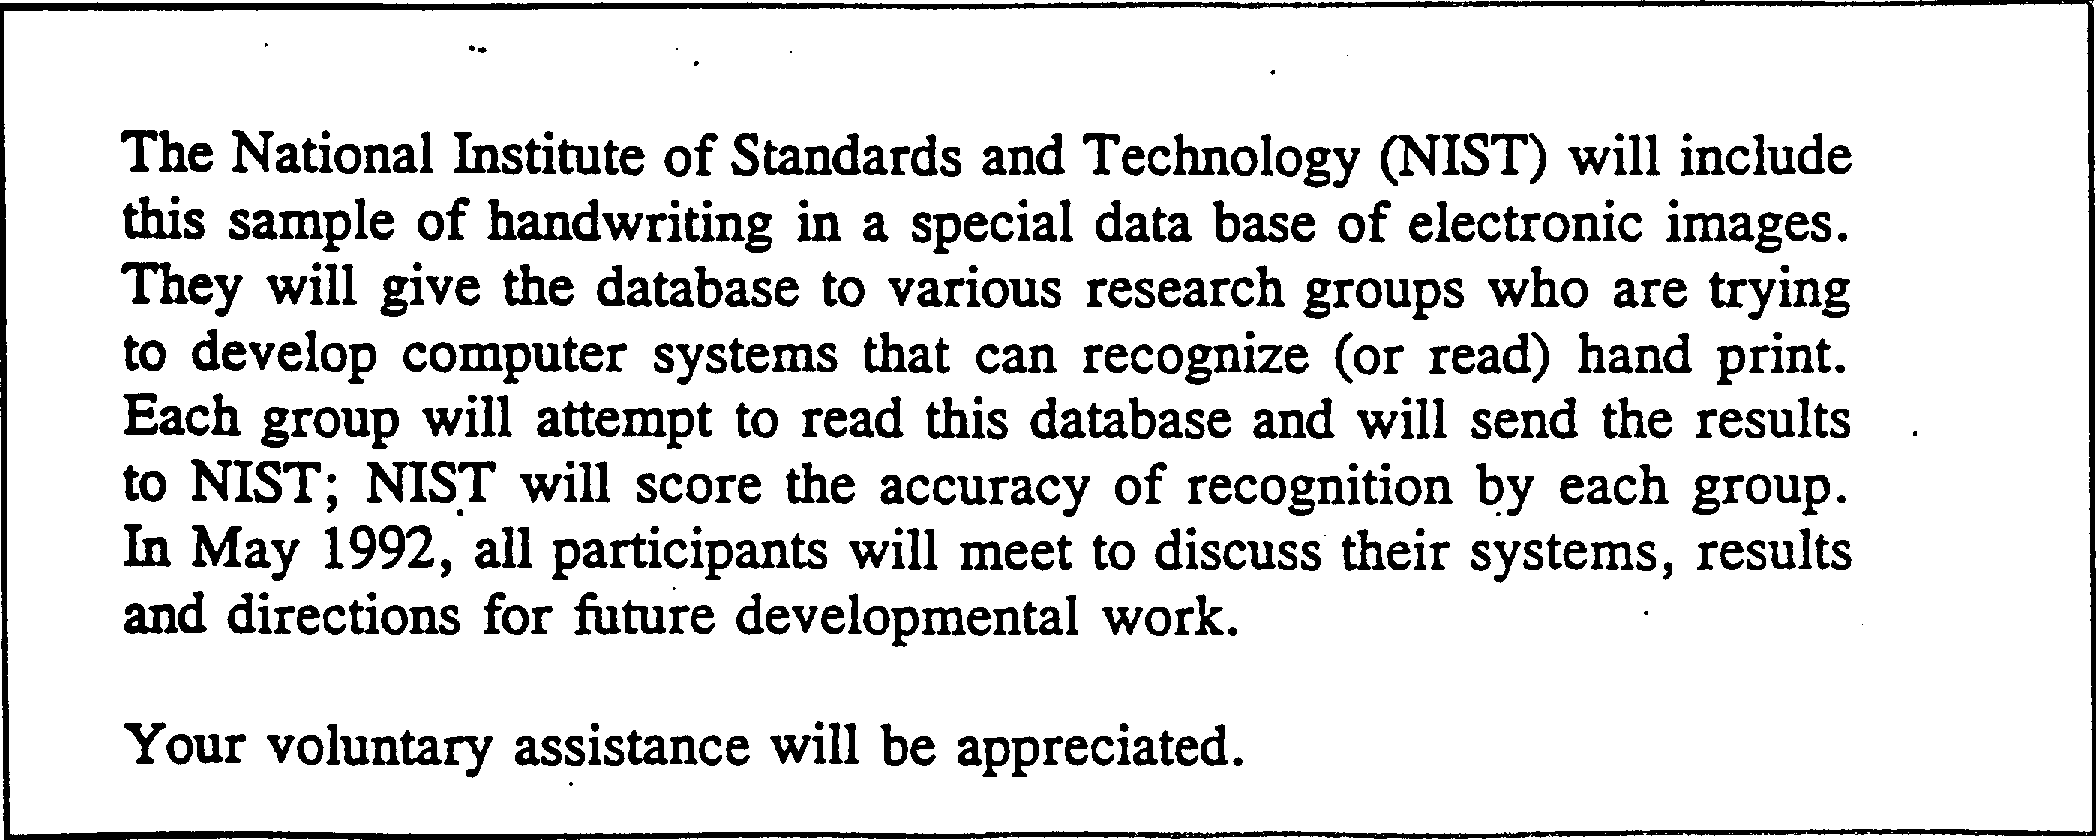 The National Institute of Standards and Technology (NIST) will include
this sample of handwriting in a special data base of electronic images.
They will give the database to various research groups who are trying
to develop computer systems that can recognize (or read) hand print.
Each group will attempt to read this database and will send the results
to NIST; NIST will score the accuracy of recognition by each group.
In May 1992, all participants will meet to discuss their systems, results
and directions for future developmental work.
Your voluntary assistance will be appreciated.